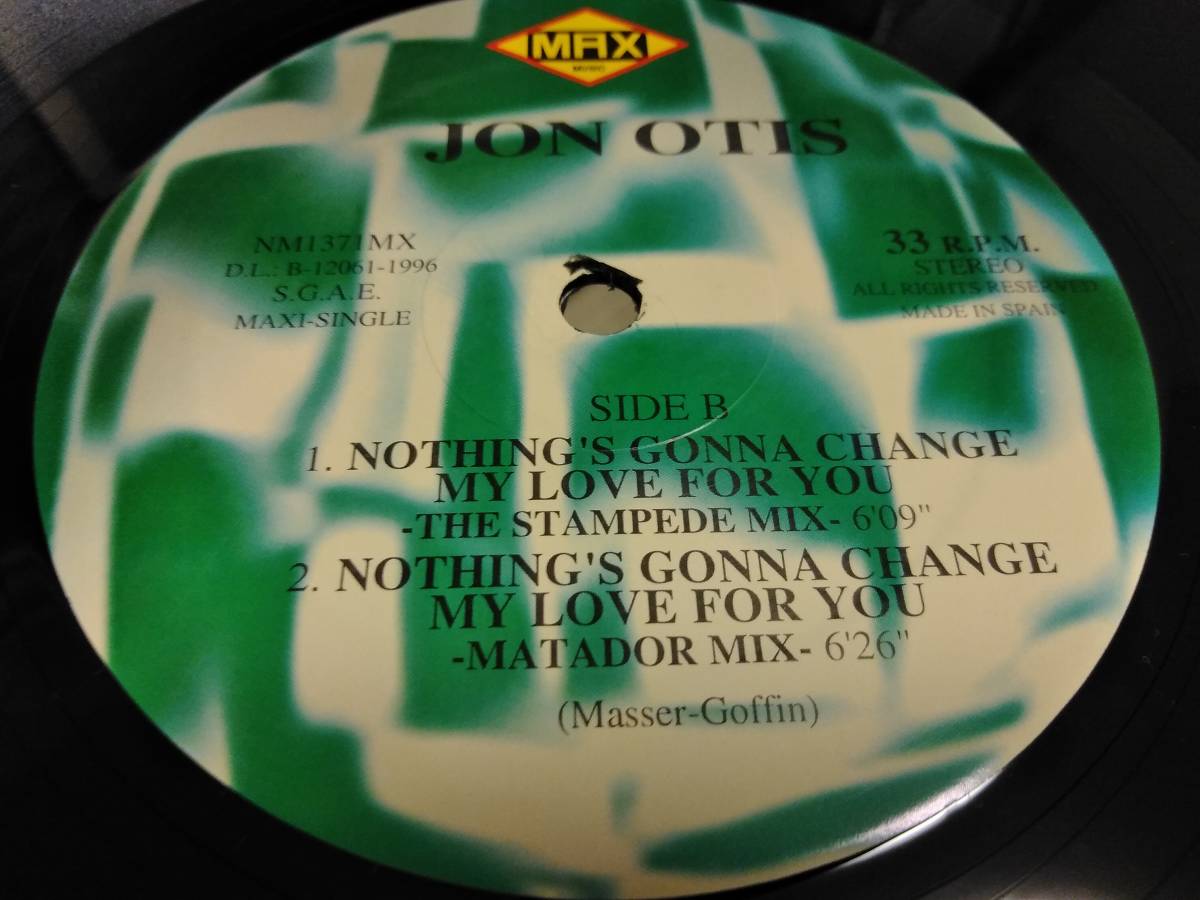 MAX
MUSIC
JON OTIS
NM1371MX
D.L.: B-12061-1996
S.G.A.E.
MAXI-SINGLE
33 R.P.M.
STEREO
ALL RIGHTS RESERVED
MADE IN SPAIN
SIDE B
1. NOTHING'S GONNA CHANGE
MY LOVE FOR YOU
-THE STAMPEDE MIX- 6'09"
2. NOTHING'S GONNA CHANGE
MY LOVE FOR YOU
-MATADOR MIX- 6'26"
(Masser-Goffin)